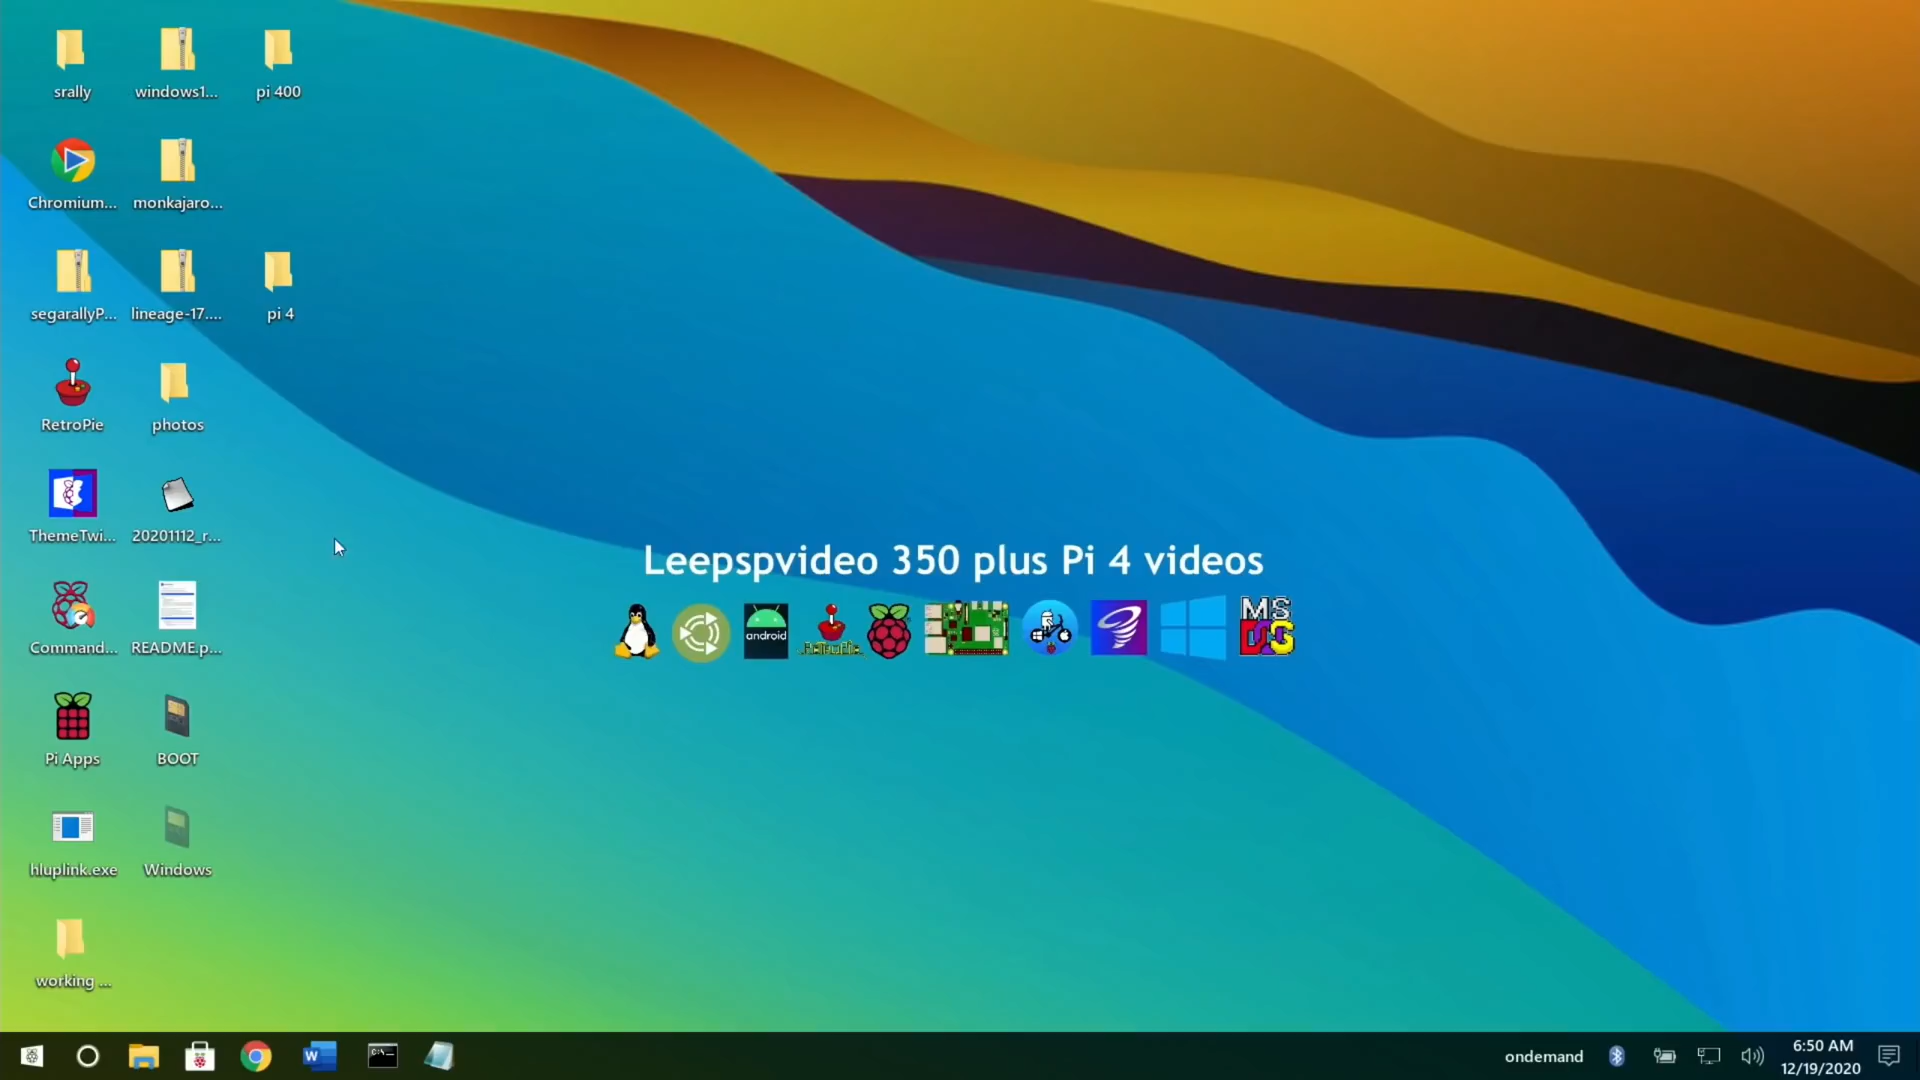 srally
windows1...
pi 400
Chromium...
monkajaro...
segarallyP...
lineage-17....
pi 4
RetroPie
photos
ThemeTwi...
20201112_r...
Command...
README.p...
Pi Apps
BOOT
hluplink.exe
Windows
working ...
Leepspvideo 350 plus Pi 4 videos
android
RetroPie
MS
DOS
W
C:\
ondemand
6:50 AM
12/19/2020